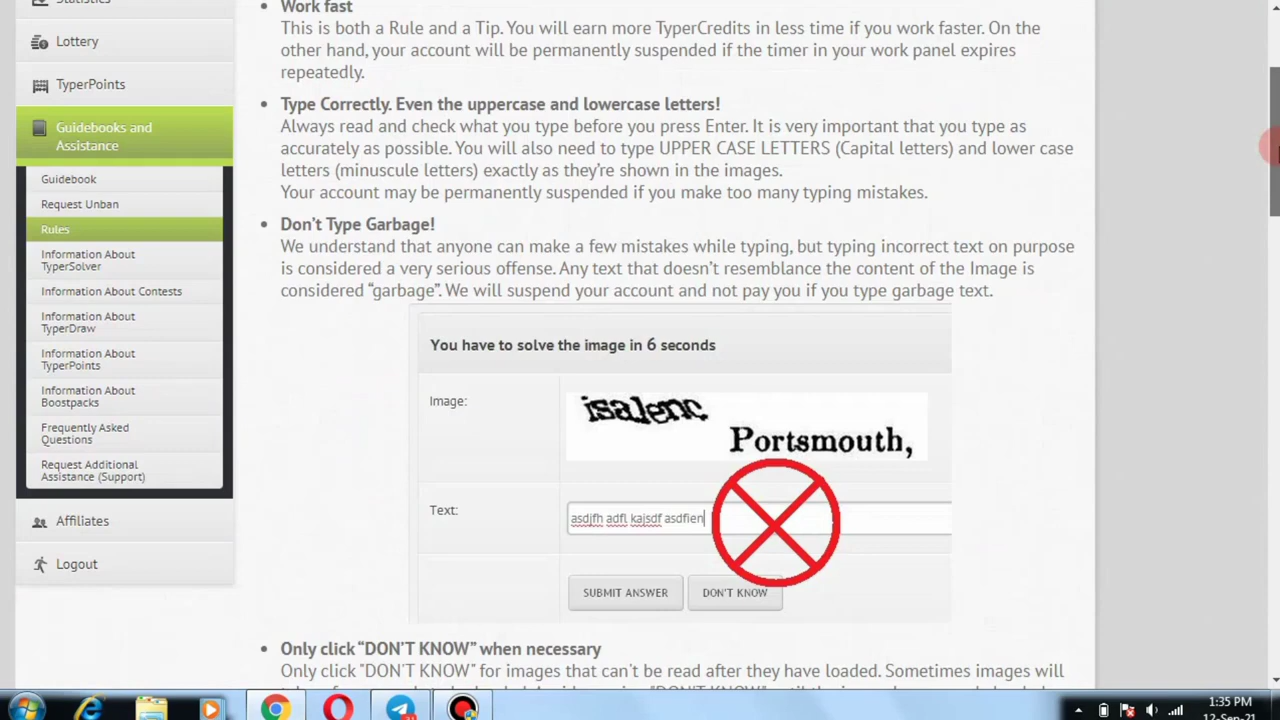 Statistics
Lottery
TyperPoints
Guidebooks and
Assistance
Guidebook
Request Unban
Rules
Information About
TyperSolver
Information About Contests
Information About
TyperDraw
Information About
TyperPoints
Information About
Boostpacks
Frequently Asked
Questions
Request Additional
Assistance (Support)
Affiliates
Logout
Work fast
This is both a Rule and a Tip. You will earn more TyperCredits in less time if you work faster. On the
other hand, your account will be permanently suspended if the timer in your work panel expires
repeatedly.
Type Correctly. Even the uppercase and lowercase letters!
Always read and check what you type before you press Enter. It is very important that you type as
accurately as possible. You will also need to type UPPER CASE LETTERS (Capital letters) and lower case
letters (minuscule letters) exactly as they're shown in the images.
Your account may be permanently suspended if you make too many typing mistakes.
Don't Type Garbage!
We understand that anyone can make a few mistakes while typing, but typing incorrect text on purpose
is considered a very serious offense. Any text that doesn't resemblance the content of the Image is
considered “garbage”. We will suspend your account and not pay you if you type garbage text.
You have to solve the image in 6 seconds
Image:
isalenc
Portsmouth,
Text:
asdjfh adfl kajsdf asdfien
SUBMIT ANSWER DON'T KNOW
Only click “DON'T KNOW” when necessary
Only click "DON'T KNOW" for images that can't be read after they have loaded. Sometimes images will
1:35 PM
12-Sep-21